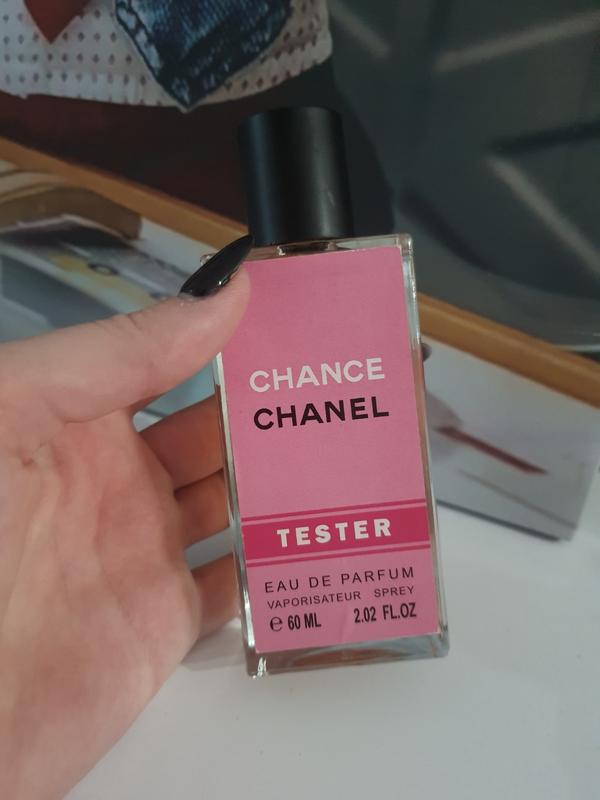 CHANCE
CHANEL
TESTER
EAU DE PARFUM
VAPORISATEUR SPREY
℮ 60 ML 2.02 FL.OZ